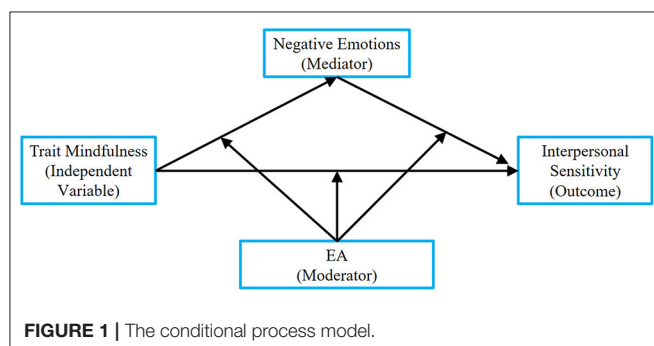 Negative Emotions
(Mediator)
Trait Mindfulness
(Independent
Variable)
Interpersonal
Sensitivity
(Outcome)
EA
(Moderator)
FIGURE 1 | The conditional process model.